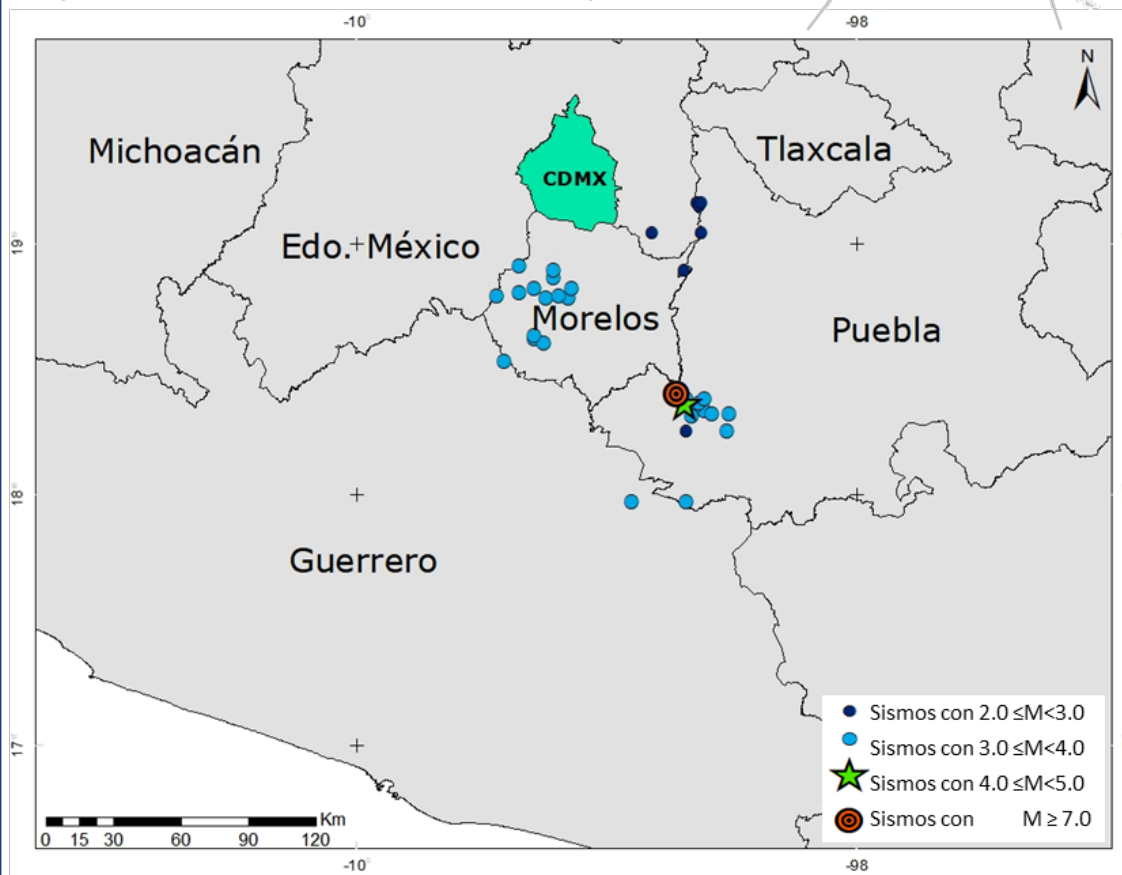 -10° -98
N
Michoacán
Tlaxcala
CDMX
19°
Edo. México
Morelos
Puebla
18°
Guerrero
17°
Sismos con 2.0 ≤M<3.0
Sismos con 3.0 ≤M<4.0
Sismos con 4.0 ≤M<5.0
Sismos con M ≥ 7.0
Km
0 15 30 60 90 120
-10° -98